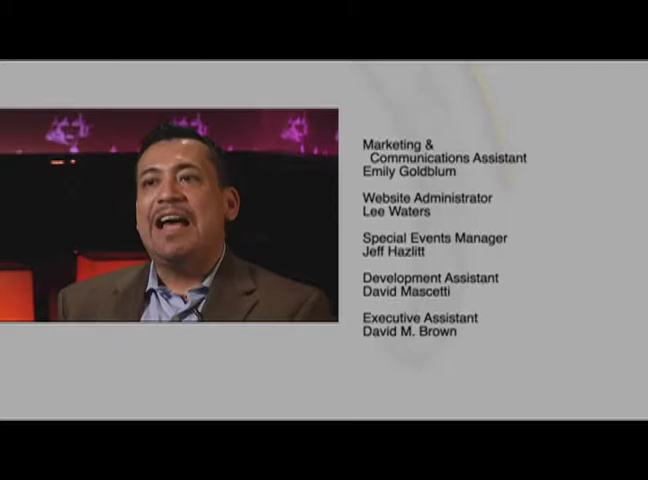 Marketing &
Communications Assistant
Emily Goldblum
Website Administrator
Lee Waters
Special Events Manager
Jeff Hazlitt
Development Assistant
David Mascetti
Executive Assistant
David M. Brown